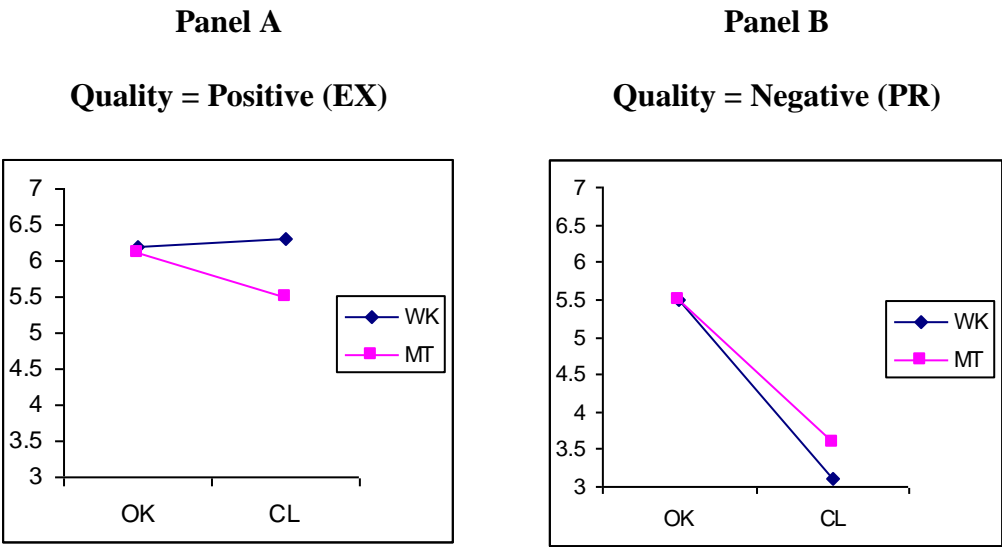 Panel A
Quality = Positive (EX)
7
6.5
6
5.5
5
4.5
4
3.5
3
OK CL
WK
MT
Panel B
Quality = Negative (PR)
7
6.5
6
5.5
5
4.5
4
3.5
3
OK CL
WK
MT